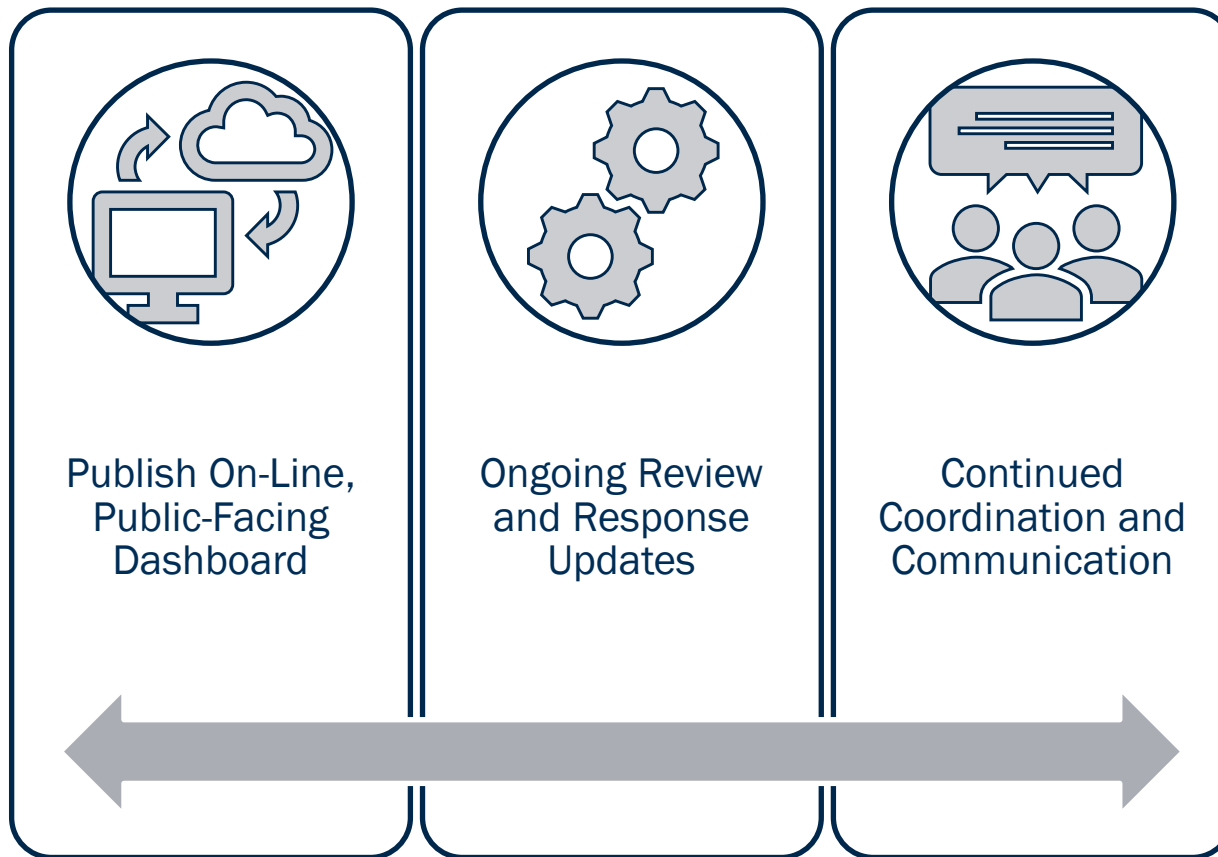 Publish On-Line,
Public-Facing
Dashboard
Ongoing Review
and Response
Updates
Continued
Coordination and
Communication